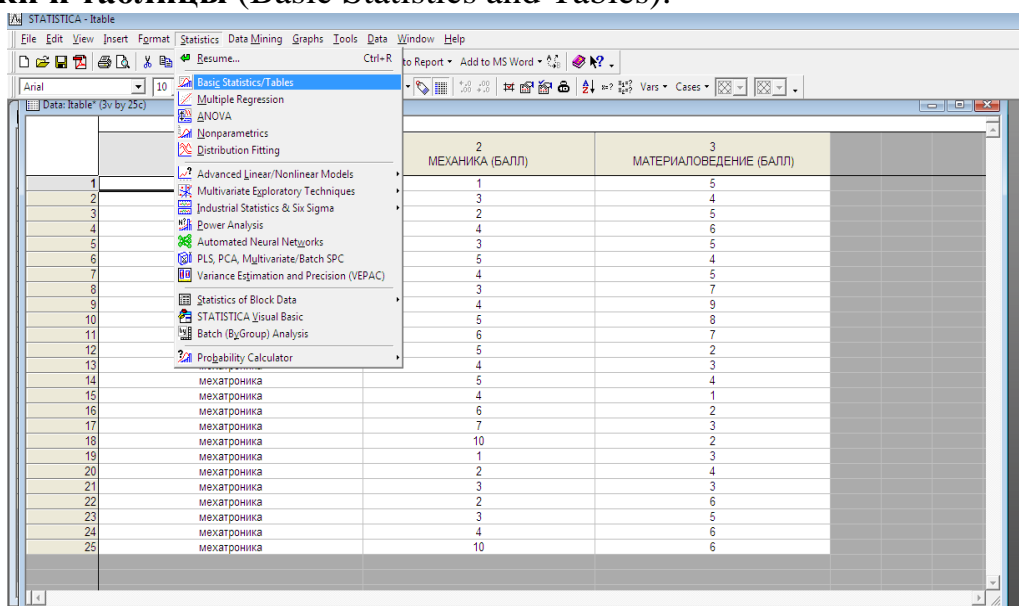 ки и таблицы (Basic Statistics and Tables).
STATISTICA - Itable
File Edit View Insert Format Statistics Data Mining Graphs Tools Data Window Help
Resume... Ctrl+R
to Report Add to MS Word
Arial 10
Vars Cases
Data: Itable* (3v by 25c)
Basic Statistics/Tables
Multiple Regression
ANOVA
Nonparametrics
Distribution Fitting
Advanced Linear/Nonlinear Models
Multivariate Exploratory Techniques
Industrial Statistics & Six Sigma
Power Analysis
Automated Neural Networks
PLS, PCA, Multivariate/Batch SPC
Variance Estimation and Precision (VEPAC)
Statistics of Block Data
STATISTICA Visual Basic
Batch (ByGroup) Analysis
Probability Calculator
2 3
МЕХАНИКА (БАЛЛ) МАТЕРИАЛОВЕДЕНИЕ (БАЛЛ)
1 1 5
2 3 4
3 2 5
4 4 6
5 3 5
6 5 4
7 4 5
8 3 7
9 4 9
10 5 8
11 6 7
12 5 2
13 4 3
14 мехатроника 5 4
15 мехатроника 4 1
16 мехатроника 6 2
17 мехатроника 7 3
18 мехатроника 10 2
19 мехатроника 1 3
20 мехатроника 2 4
21 мехатроника 3 3
22 мехатроника 2 6
23 мехатроника 3 5
24 мехатроника 4 6
25 мехатроника 10 6